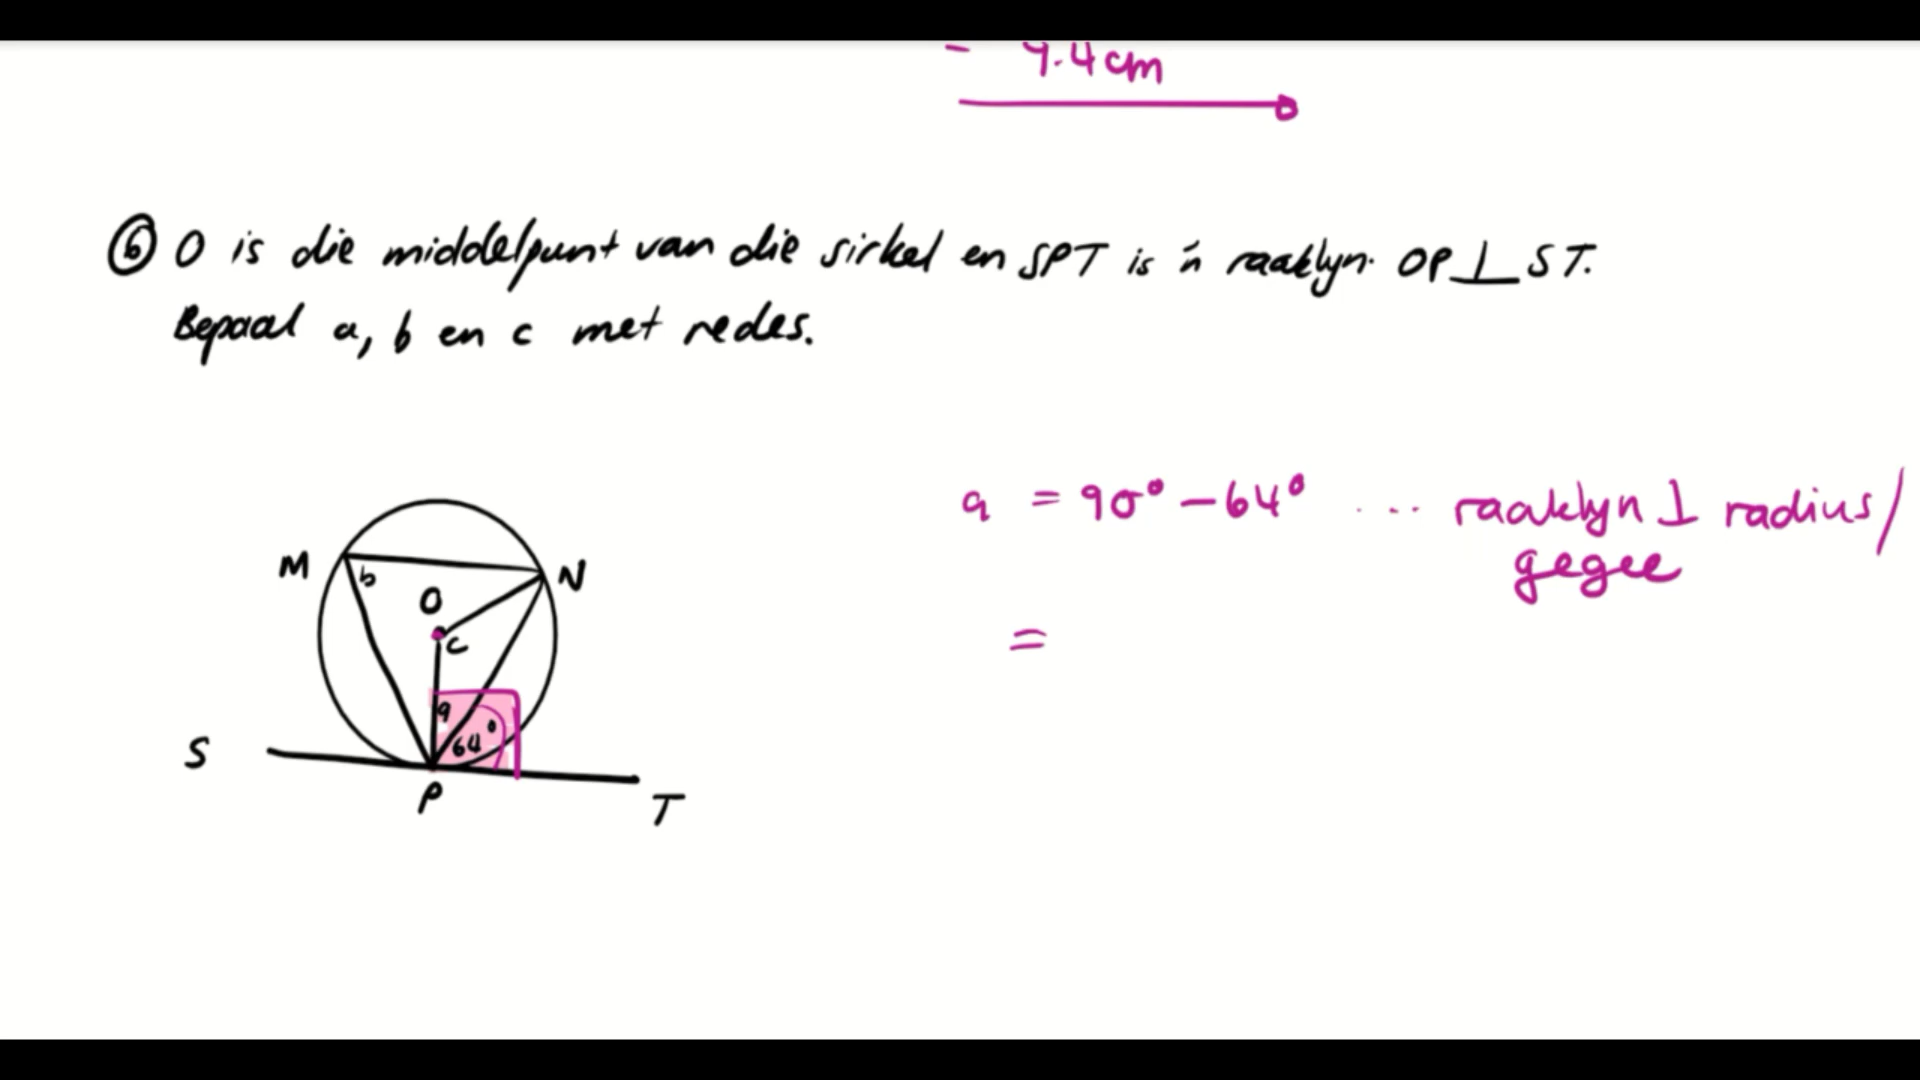 = 9.4cm
⑥ O is die middelpunt van die sirkel en SPT is 'n raaklyn. OP ⊥ ST.
Bepaal a, b en c met redes.
a = 90° - 64° ... raaklyn ⊥ radius/
gegee
=
M
b
N
O
c
a
64°
S
P
T